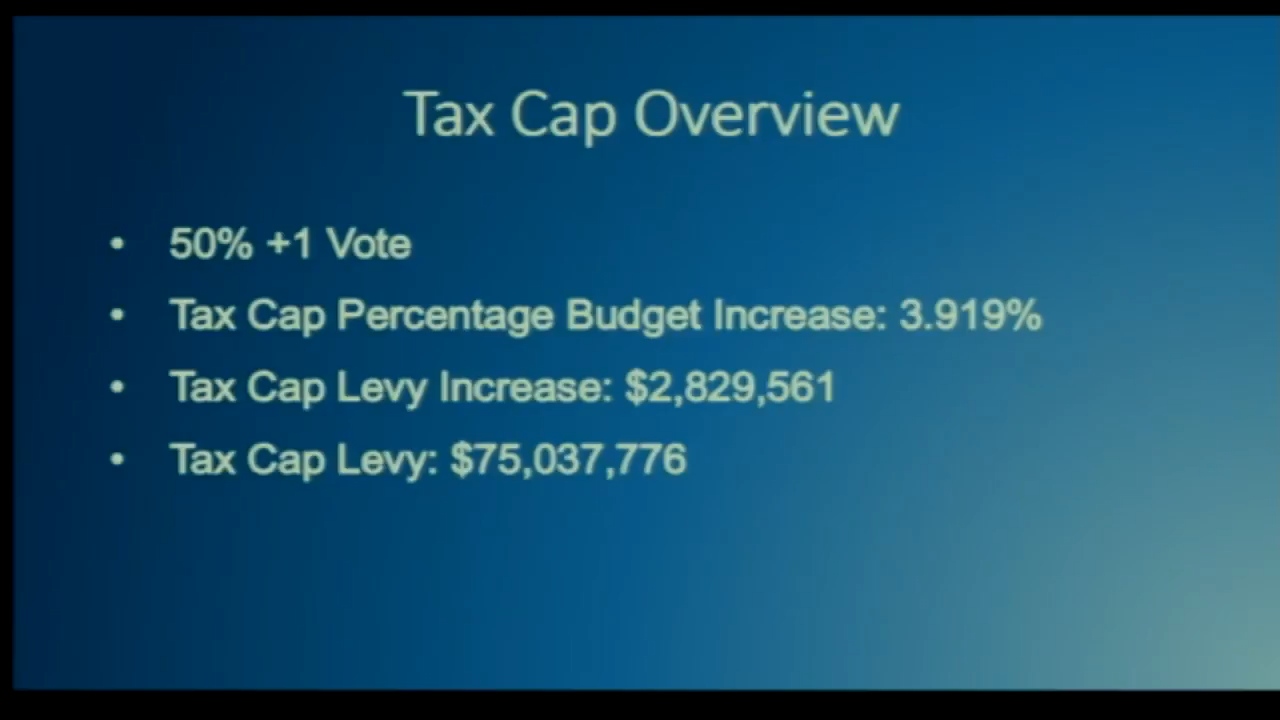 Tax Cap Overview
• 50% +1 Vote
• Tax Cap Percentage Budget Increase: 3.919%
• Tax Cap Levy Increase: $2,829,561
• Tax Cap Levy: $75,037,776